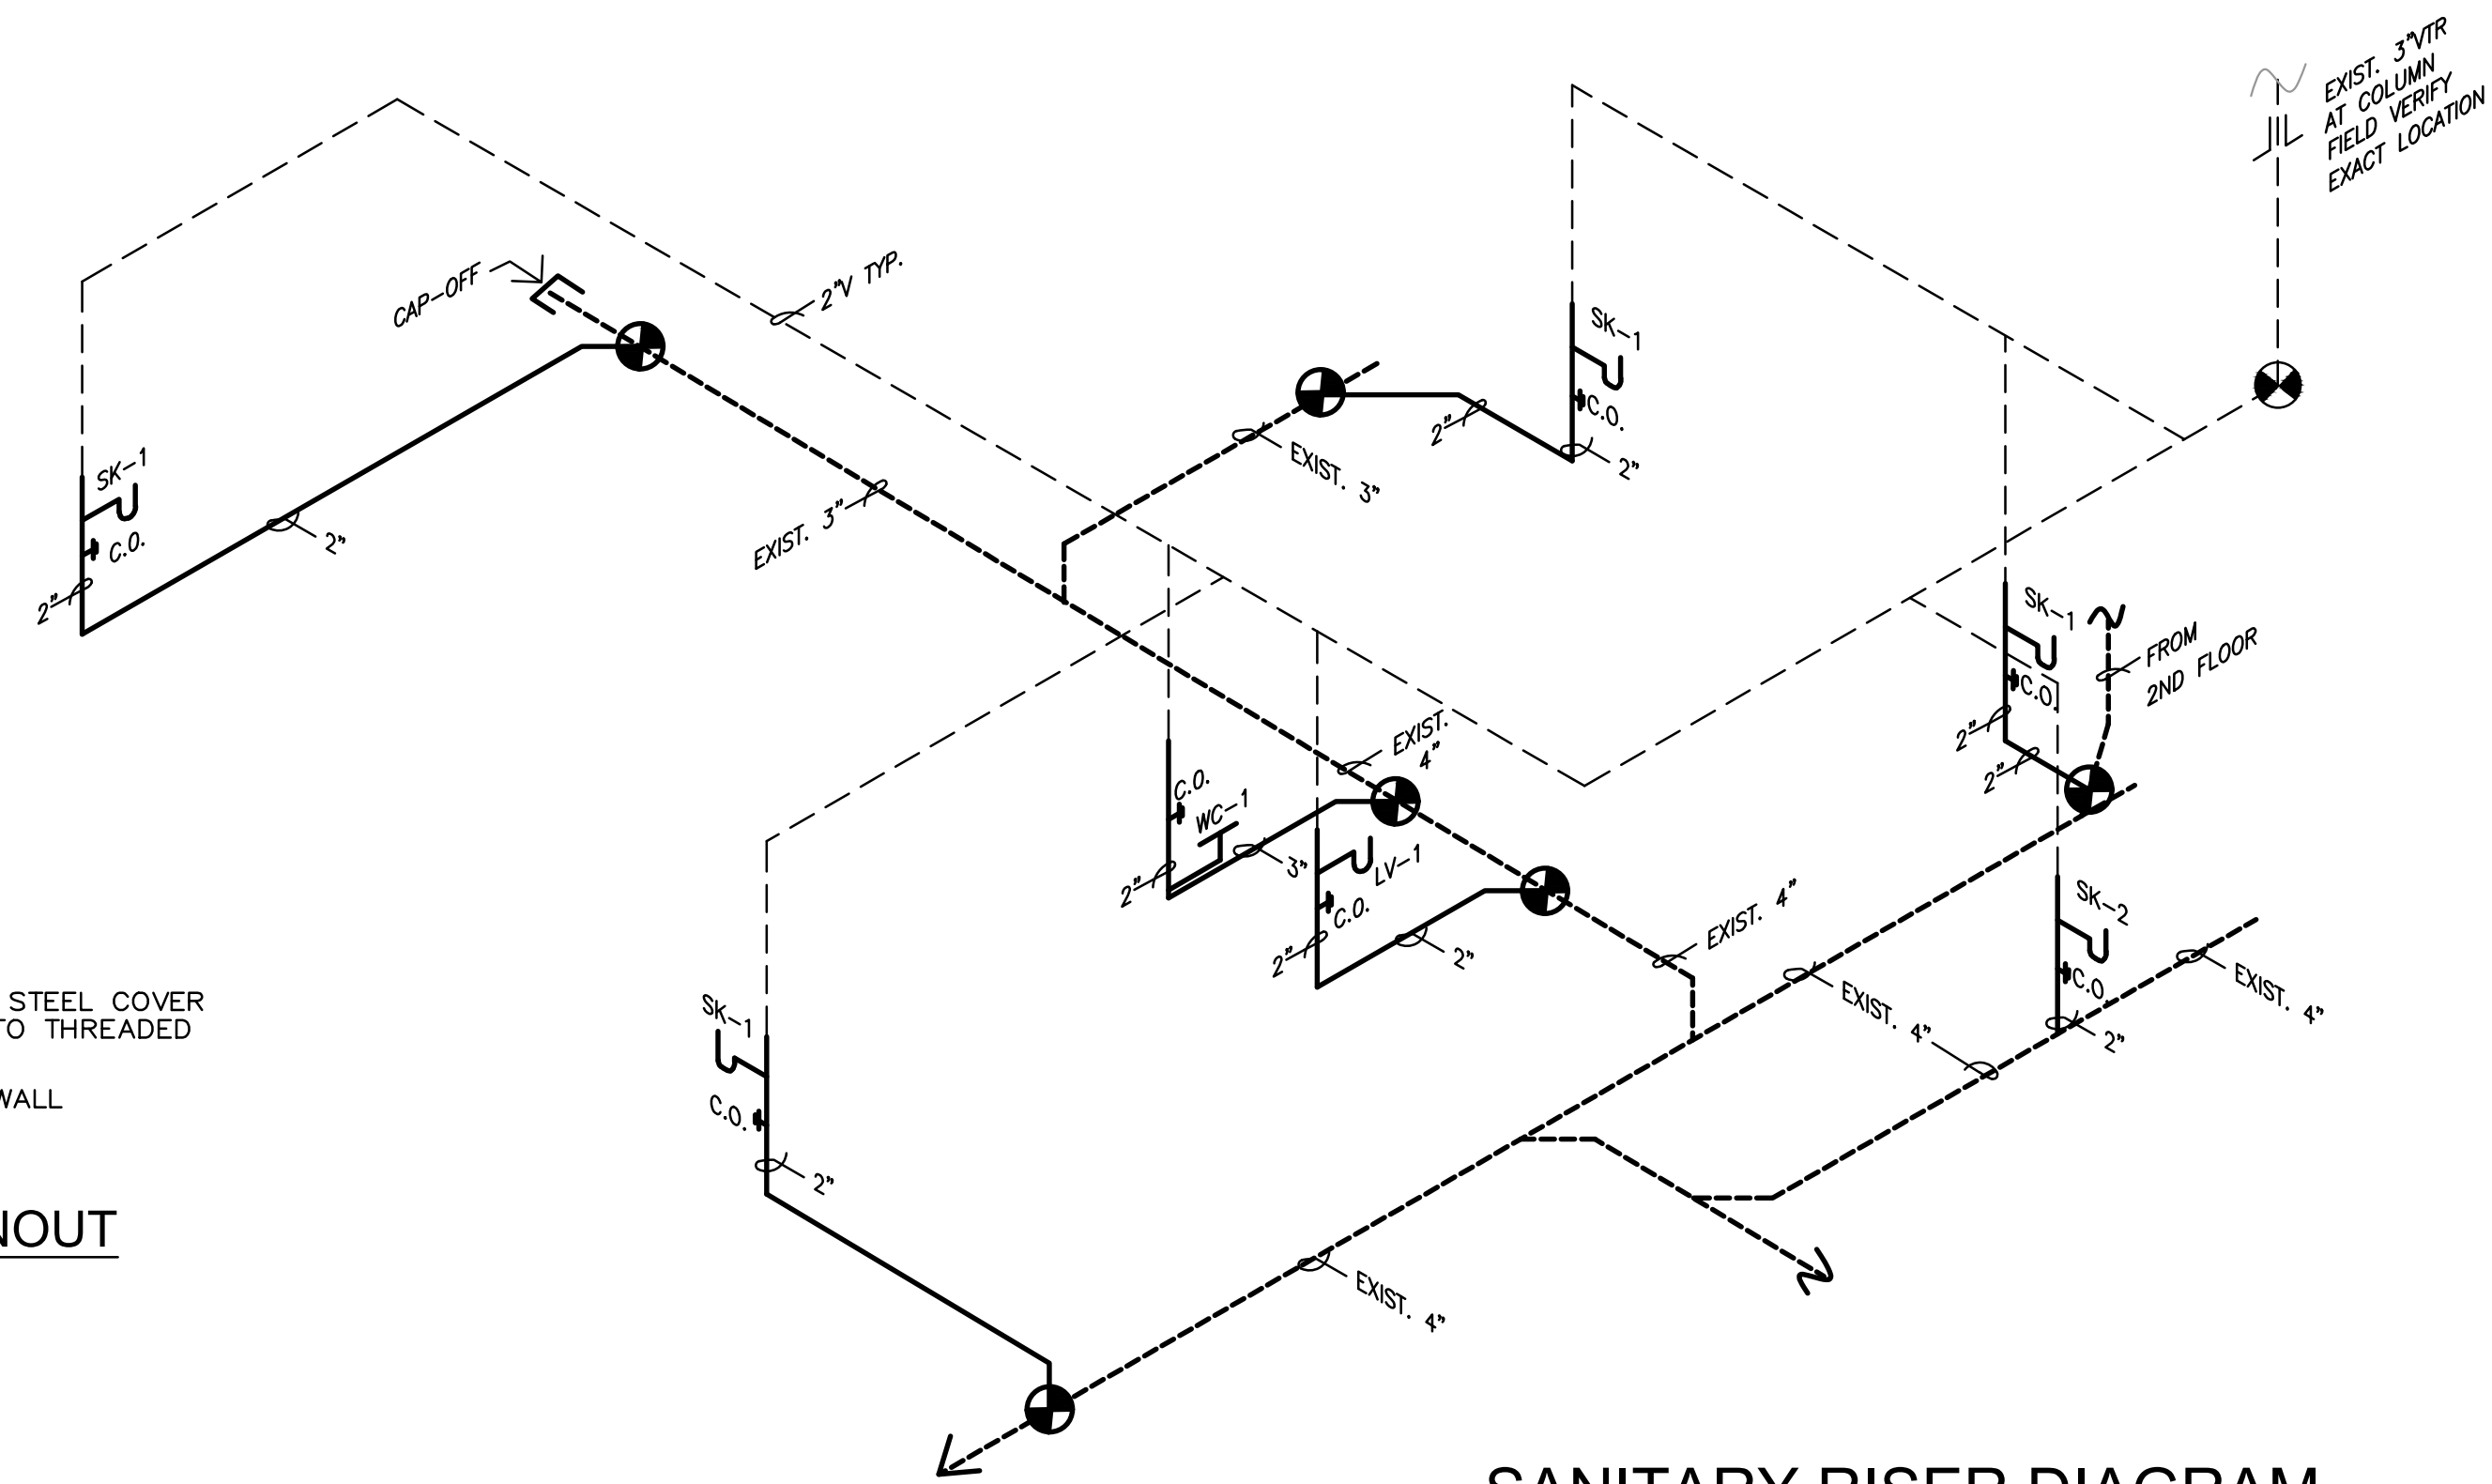 EXIST. 3"VTR
AT COLUMN
FIELD VERIFY
EXACT LOCATION
CAP-OFF
2"V TYP.
SK-1
C.O.
2"
2"
EXIST. 3"
SK-1
C.O.
2"
2"
EXIST. 3"
SK-1
C.O.
2"
2"
FROM
2ND FLOOR
EXIST.
4"
C.O.
WC-1
2"
3"
LV-1
C.O.
2"
2"
EXIST. 4"
EXIST. 4"
SK-2
C.O.
2"
EXIST. 4"
STEEL COVER
TO THREADED
WALL
NOUT
SK-1
C.O.
2"
EXIST. 4"
SANITARY RISER DIAGRAM